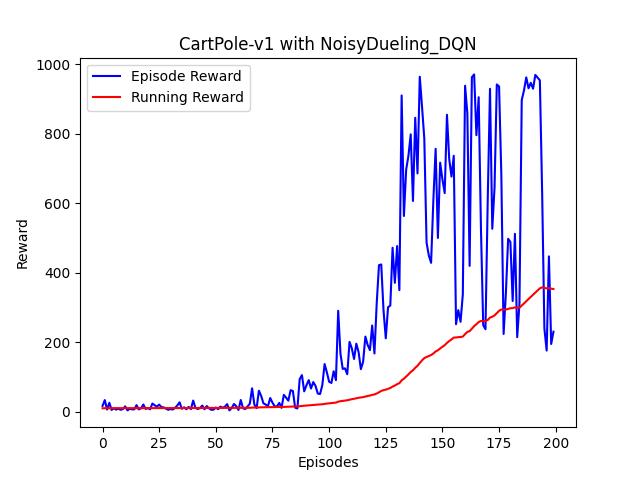 CartPole-v1 with NoisyDueling_DQN
Episode Reward
Running Reward
1000
800
600
400
200
0
Reward
0 25 50 75 100 125 150 175 200
Episodes